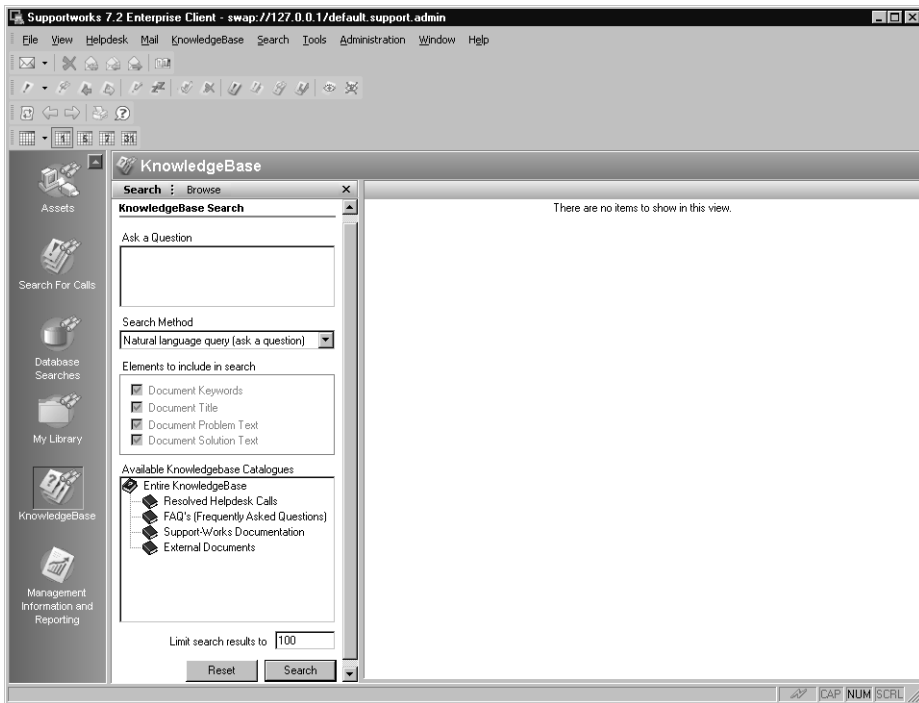 Supportworks 7.2 Enterprise Client - swap://127.0.0.1/default.support.admin
File View Helpdesk Mail KnowledgeBase Search Tools Administration Window Help
1 5 7 31
KnowledgeBase
Search Browse
KnowledgeBase Search
There are no items to show in this view.
Assets
Ask a Question
Search For Calls
Search Method
Natural language query (ask a question)
Database
Searches
Elements to include in search
Document Keywords
Document Title
Document Problem Text
Document Solution Text
My Library
Available Knowledgebase Catalogues
Entire KnowledgeBase
Resolved Helpdesk Calls
FAQ's (Frequently Asked Questions)
Support-Works Documentation
External Documents
KnowledgeBase
Management
Information and
Reporting
Limit search results to 100
Reset Search
CAP NUM SCRL